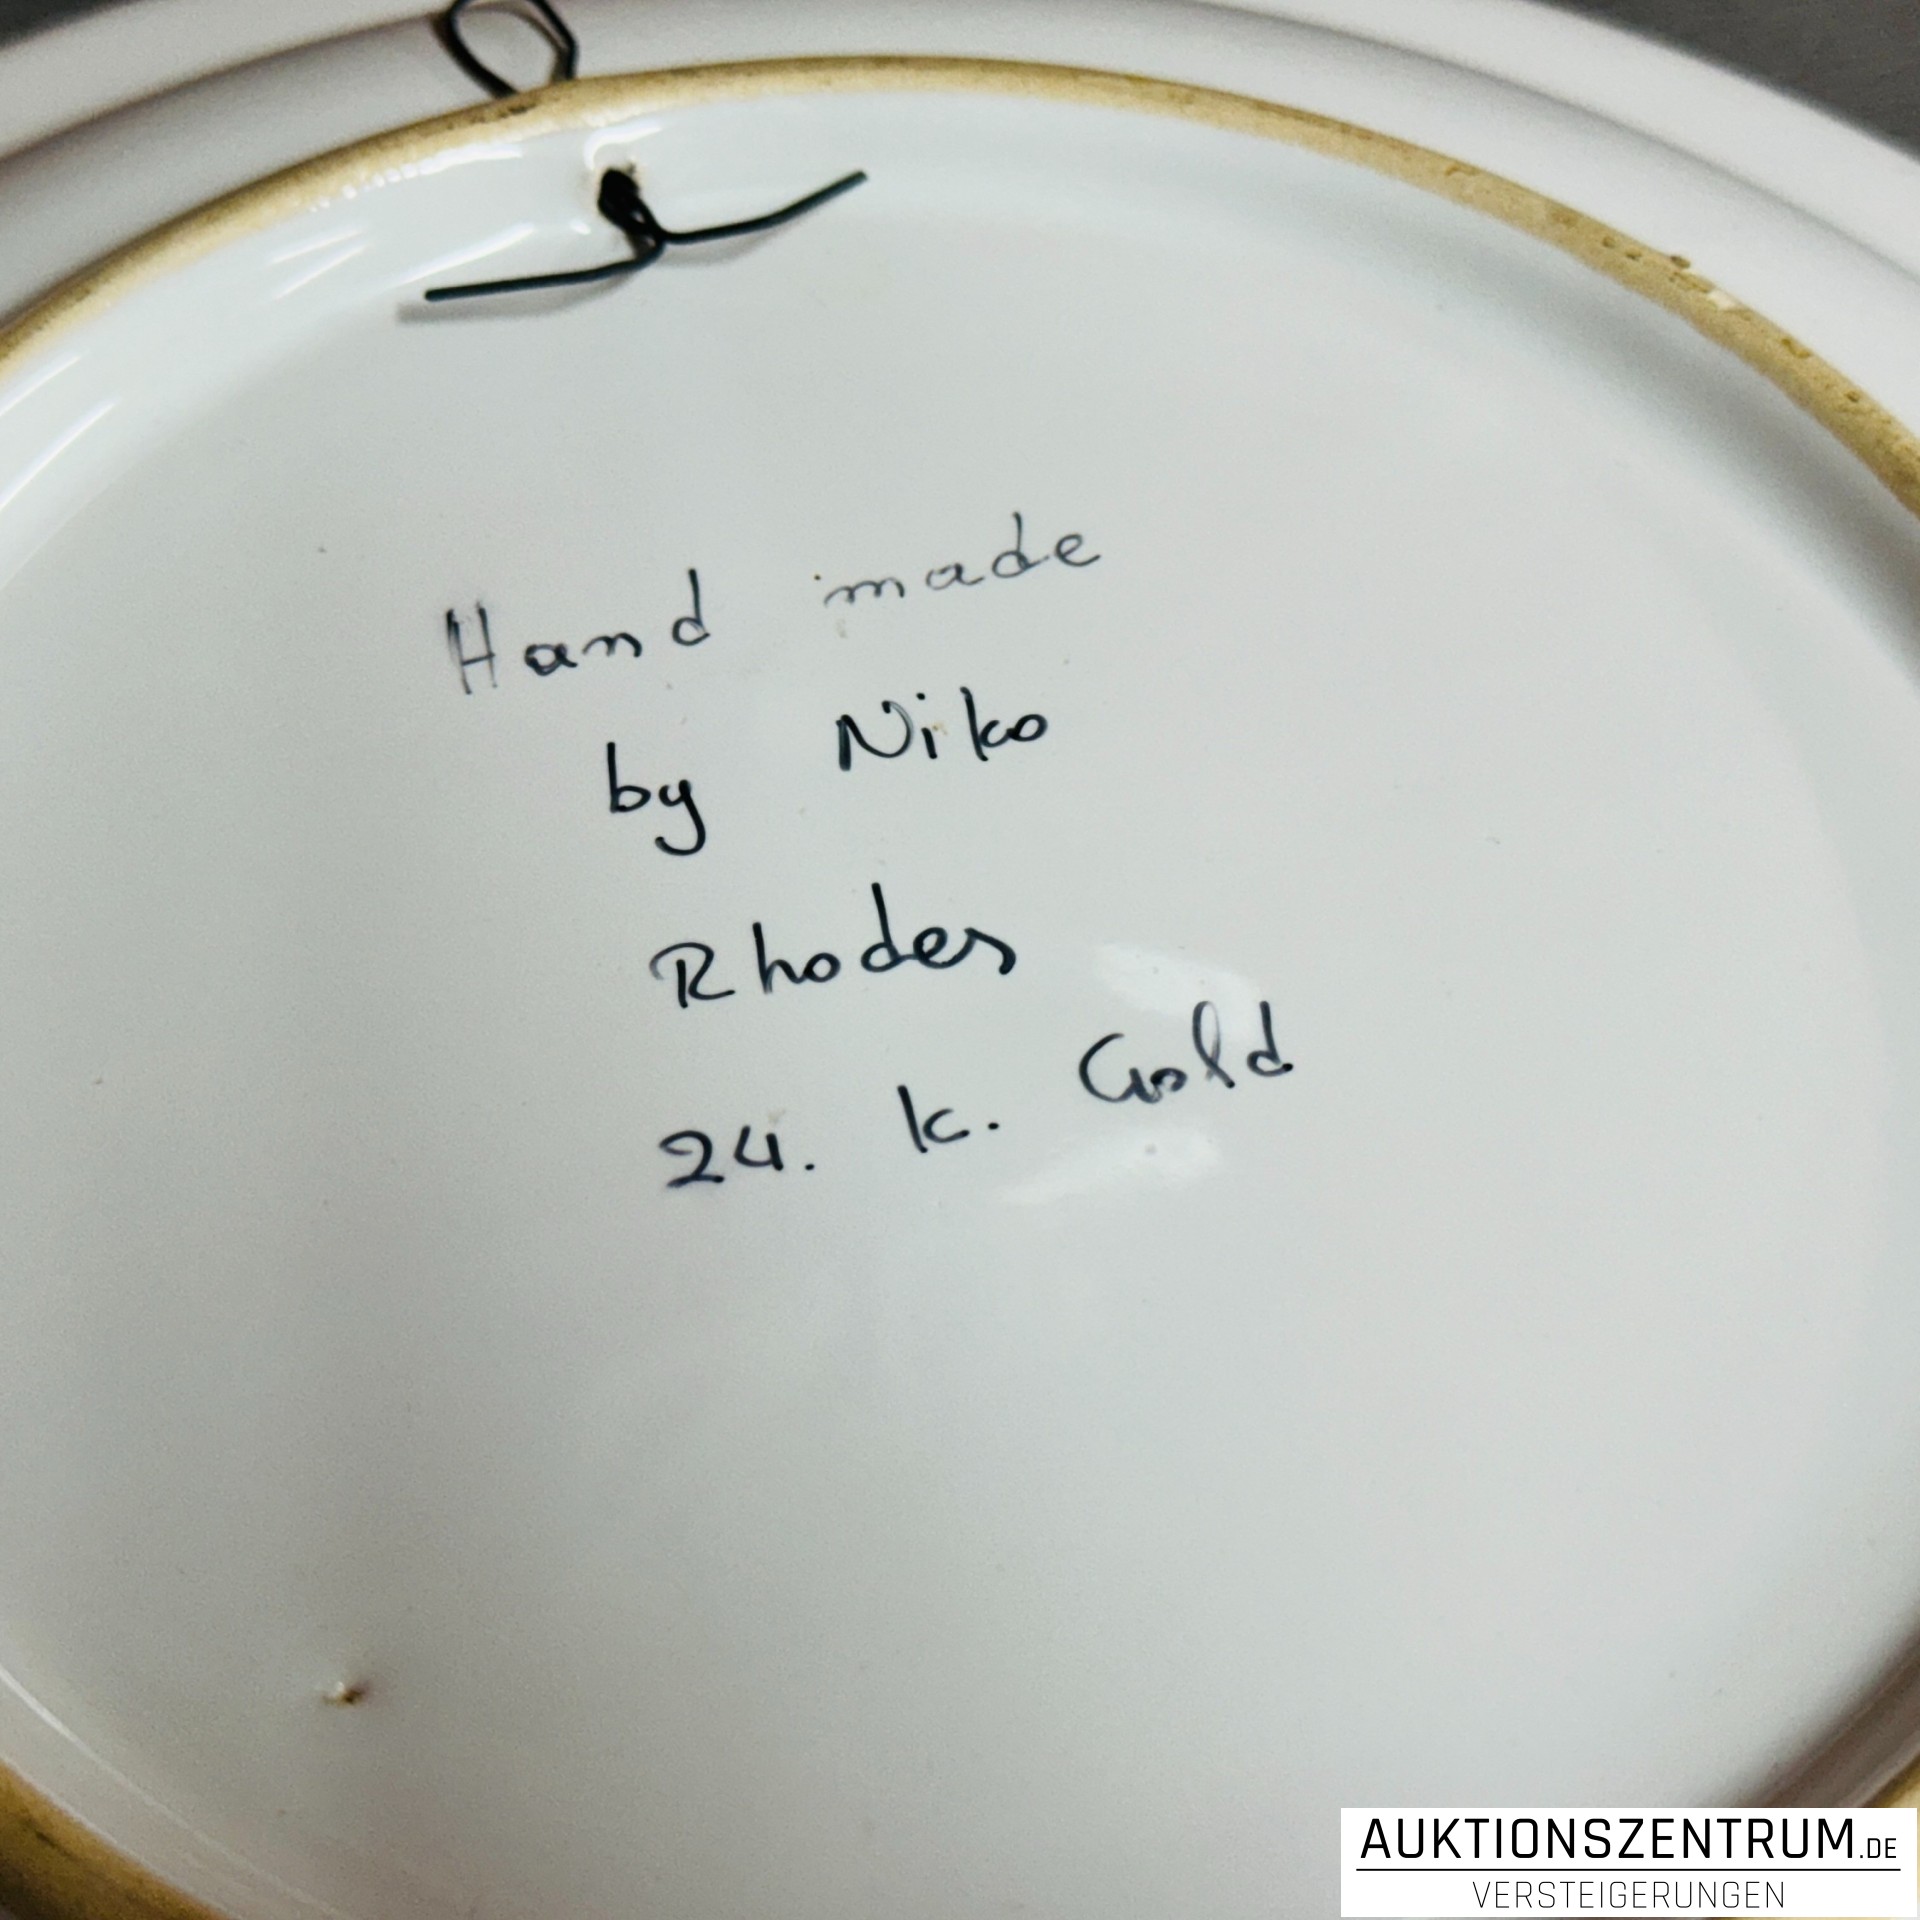 Hand made
by Niko
Rhodes
24. k. Gold
AUKTIONSZENTRUM.DE
VERSTEIGERUNGEN